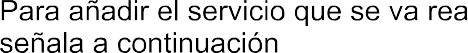 Para añadir el servicio que se va rea
señala a continuación